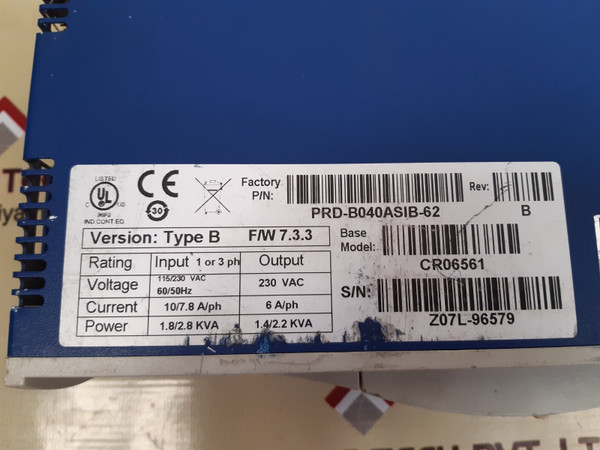 LISTED
UL
C
IND.CONT.EQ.
CE
30
Factory
P/N:
PRD-B040ASIB-62
Rev:
B
Version: Type B F/W 7.3.3
Base
Model:
CR06561
Rating Input 1 or 3 ph Output
Voltage 115/230 VAC 60/50Hz 230 VAC
Current 10/7.8 A/ph 6 A/ph
Power 1.8/2.8 KVA 1.4/2.2 KVA
S/N:
Z07L-96579